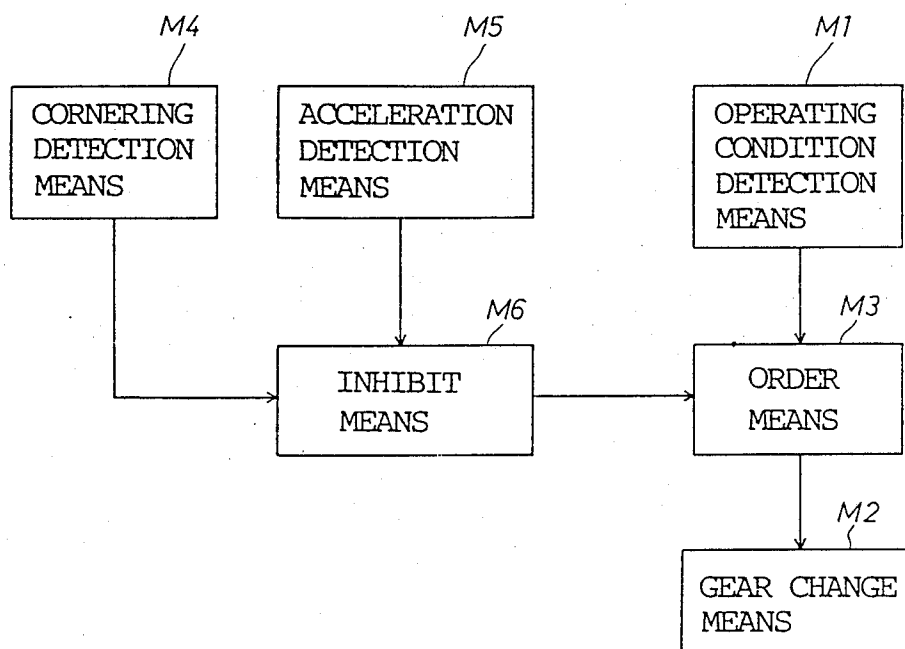 M4
CORNERING
DETECTION
MEANS
M5
ACCELERATION
DETECTION
MEANS
M1
OPERATING
CONDITION
DETECTION
MEANS
M6
INHIBIT
MEANS
M3
ORDER
MEANS
M2
GEAR CHANGE
MEANS